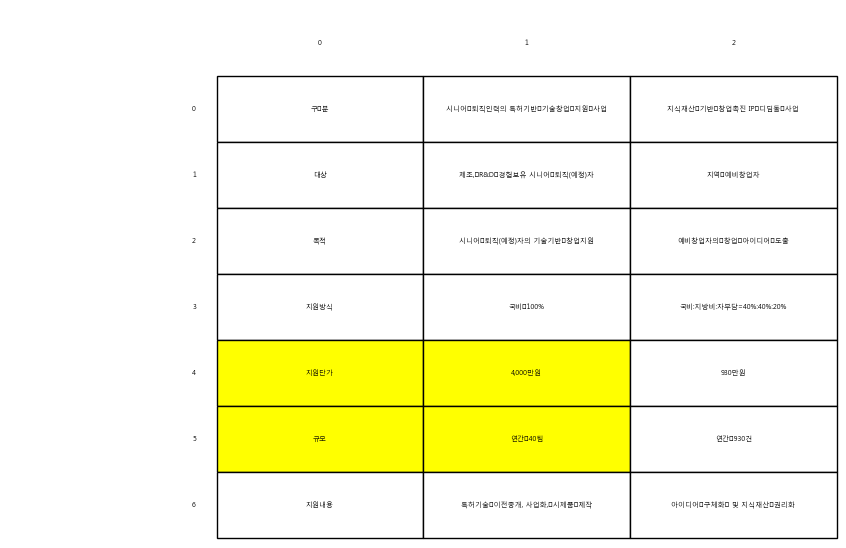 0 1 2
0 구□분 시니어□퇴직인력의 특허기반□기술창업□지원□사업 지식재산□기반□창업촉진 IP□디딤돌□사업
1 대상 제조,□R&D□경험보유 시니어□퇴직(예정)자 지역□예비창업자
2 목적 시니어□퇴직(예정)자의 기술기반□창업지원 예비창업자의□창업□아이디어□도출
3 지원방식 국비□100% 국비:지방비:자부담=40%:40%:20%
4 지원단가 4,000만원 930만원
5 규모 연간□40팀 연간□930건
6 지원내용 특허기술□이전중개, 사업화,□시제품□제작 아이디어□구체화□ 및 지식재산□권리화